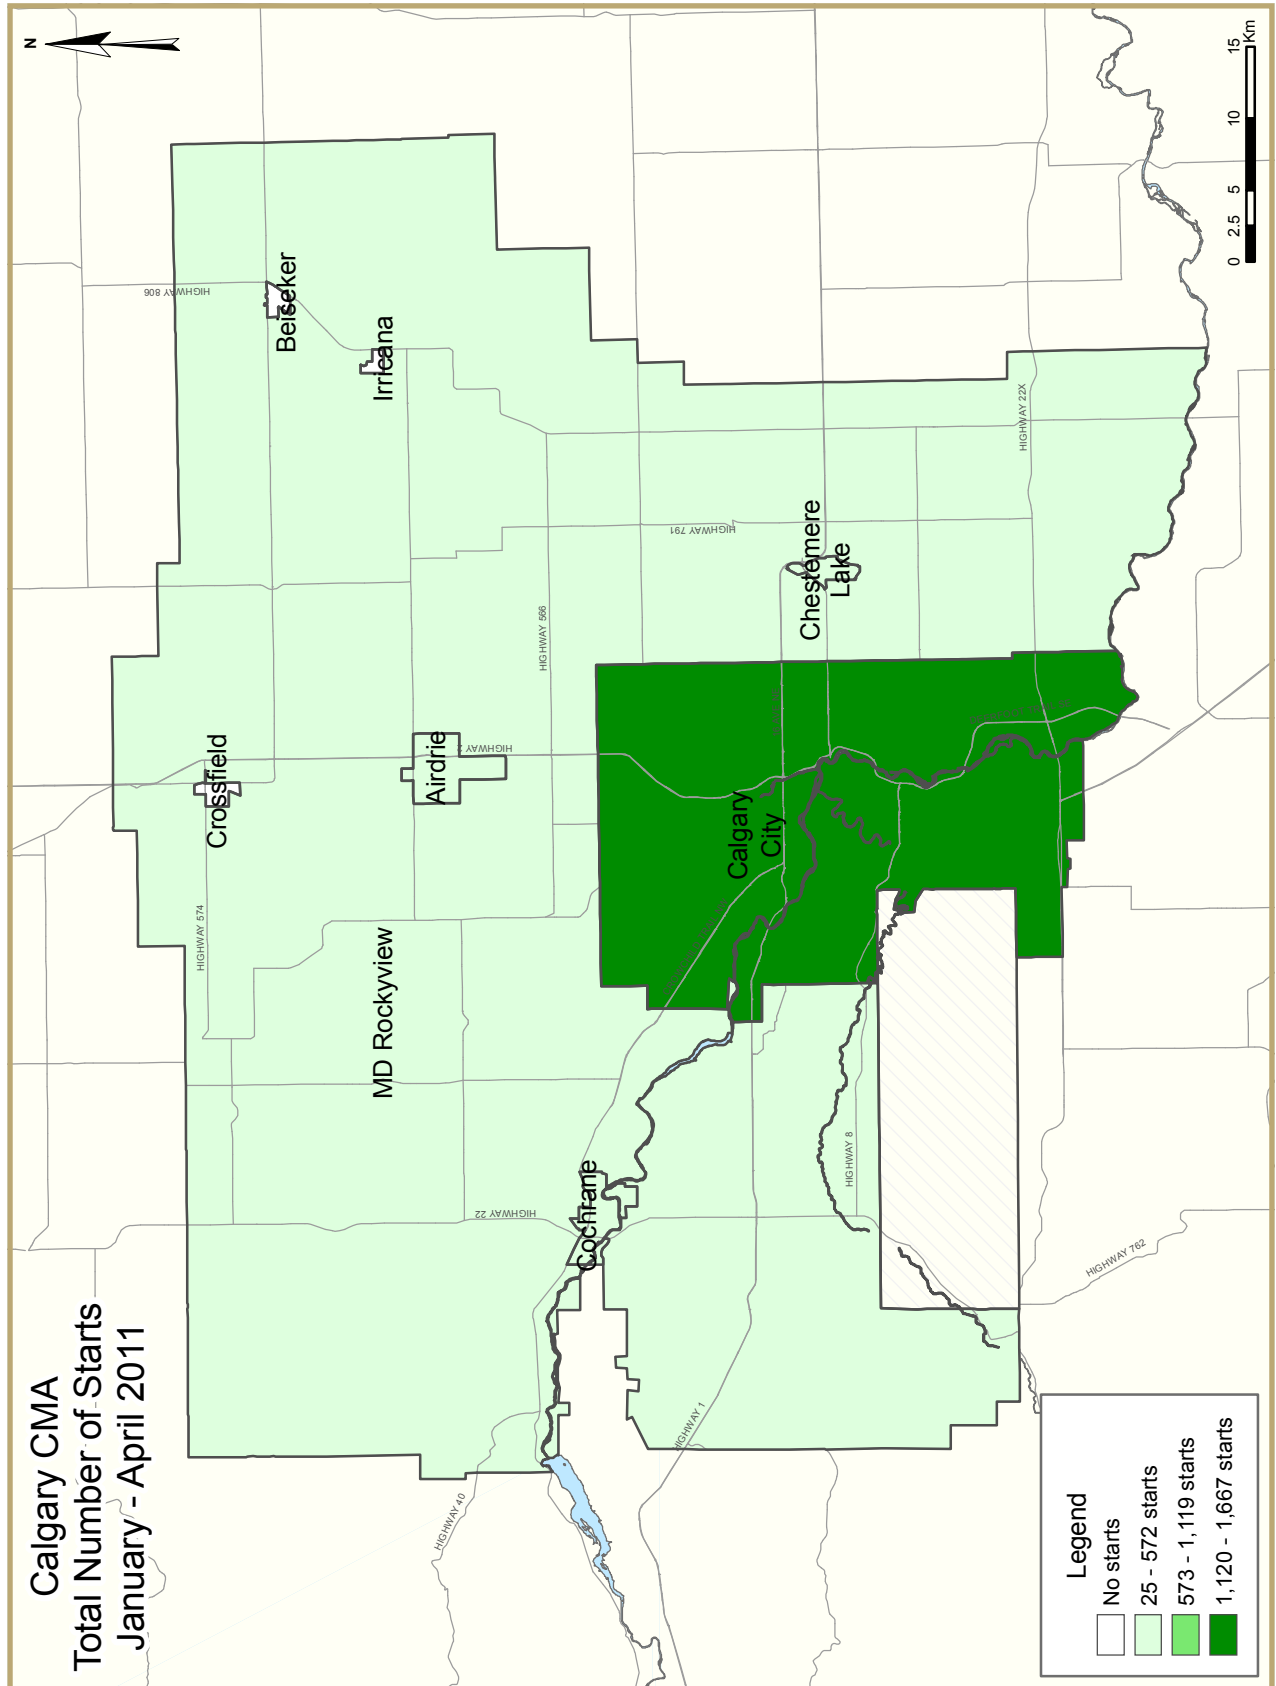 Calgary CMA
Total Number of Starts
January - April 2011
N
HIGHWAY 806
Beiseker
Irricana
Crossfield
Airdrie
HIGHWAY 2
HIGHWAY 574
HIGHWAY 566
MD Rockyview
HIGHWAY 791
HIGHWAY 22X
Chestemere
Lake
Calgary
City
Cochrane
HIGHWAY 22
HIGHWAY 8
HIGHWAY 1
HIGHWAY 40
HIGHWAY 762
Legend
No starts
25 - 572 starts
573 - 1,119 starts
1,120 - 1,667 starts
0 2.5 5 10 15
Km